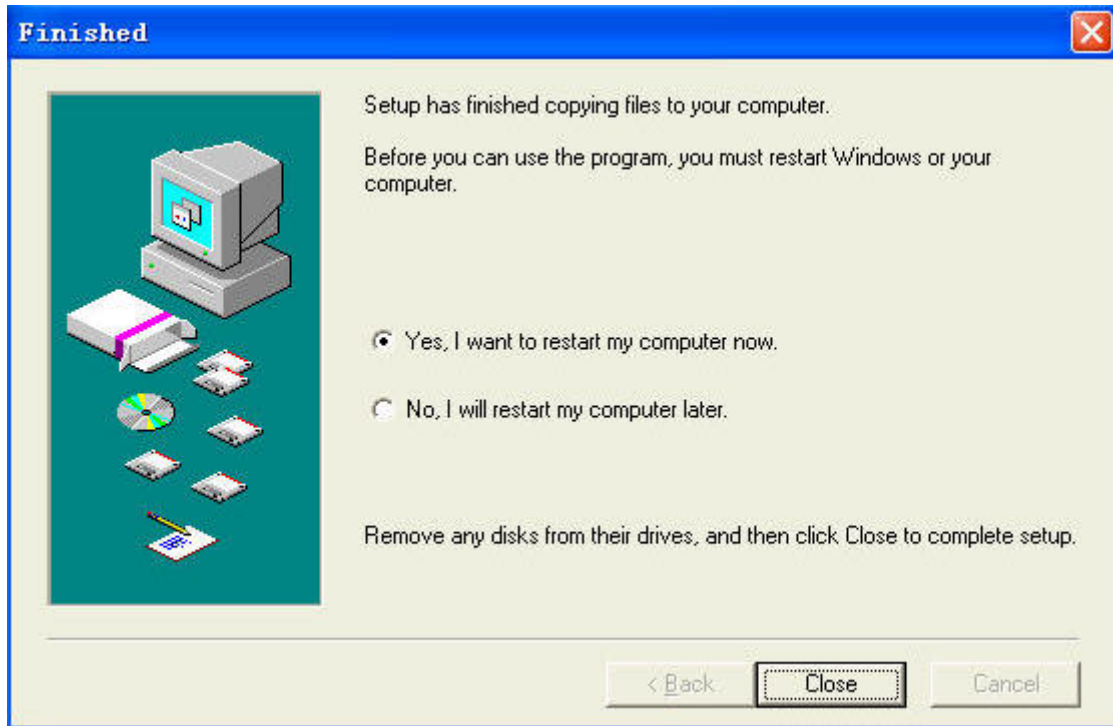 Finished
Setup has finished copying files to your computer.
Before you can use the program, you must restart Windows or your
computer.
Yes, I want to restart my computer now.
No, I will restart my computer later.
Remove any disks from their drives, and then click Close to complete setup.
< Back
Close
Cancel